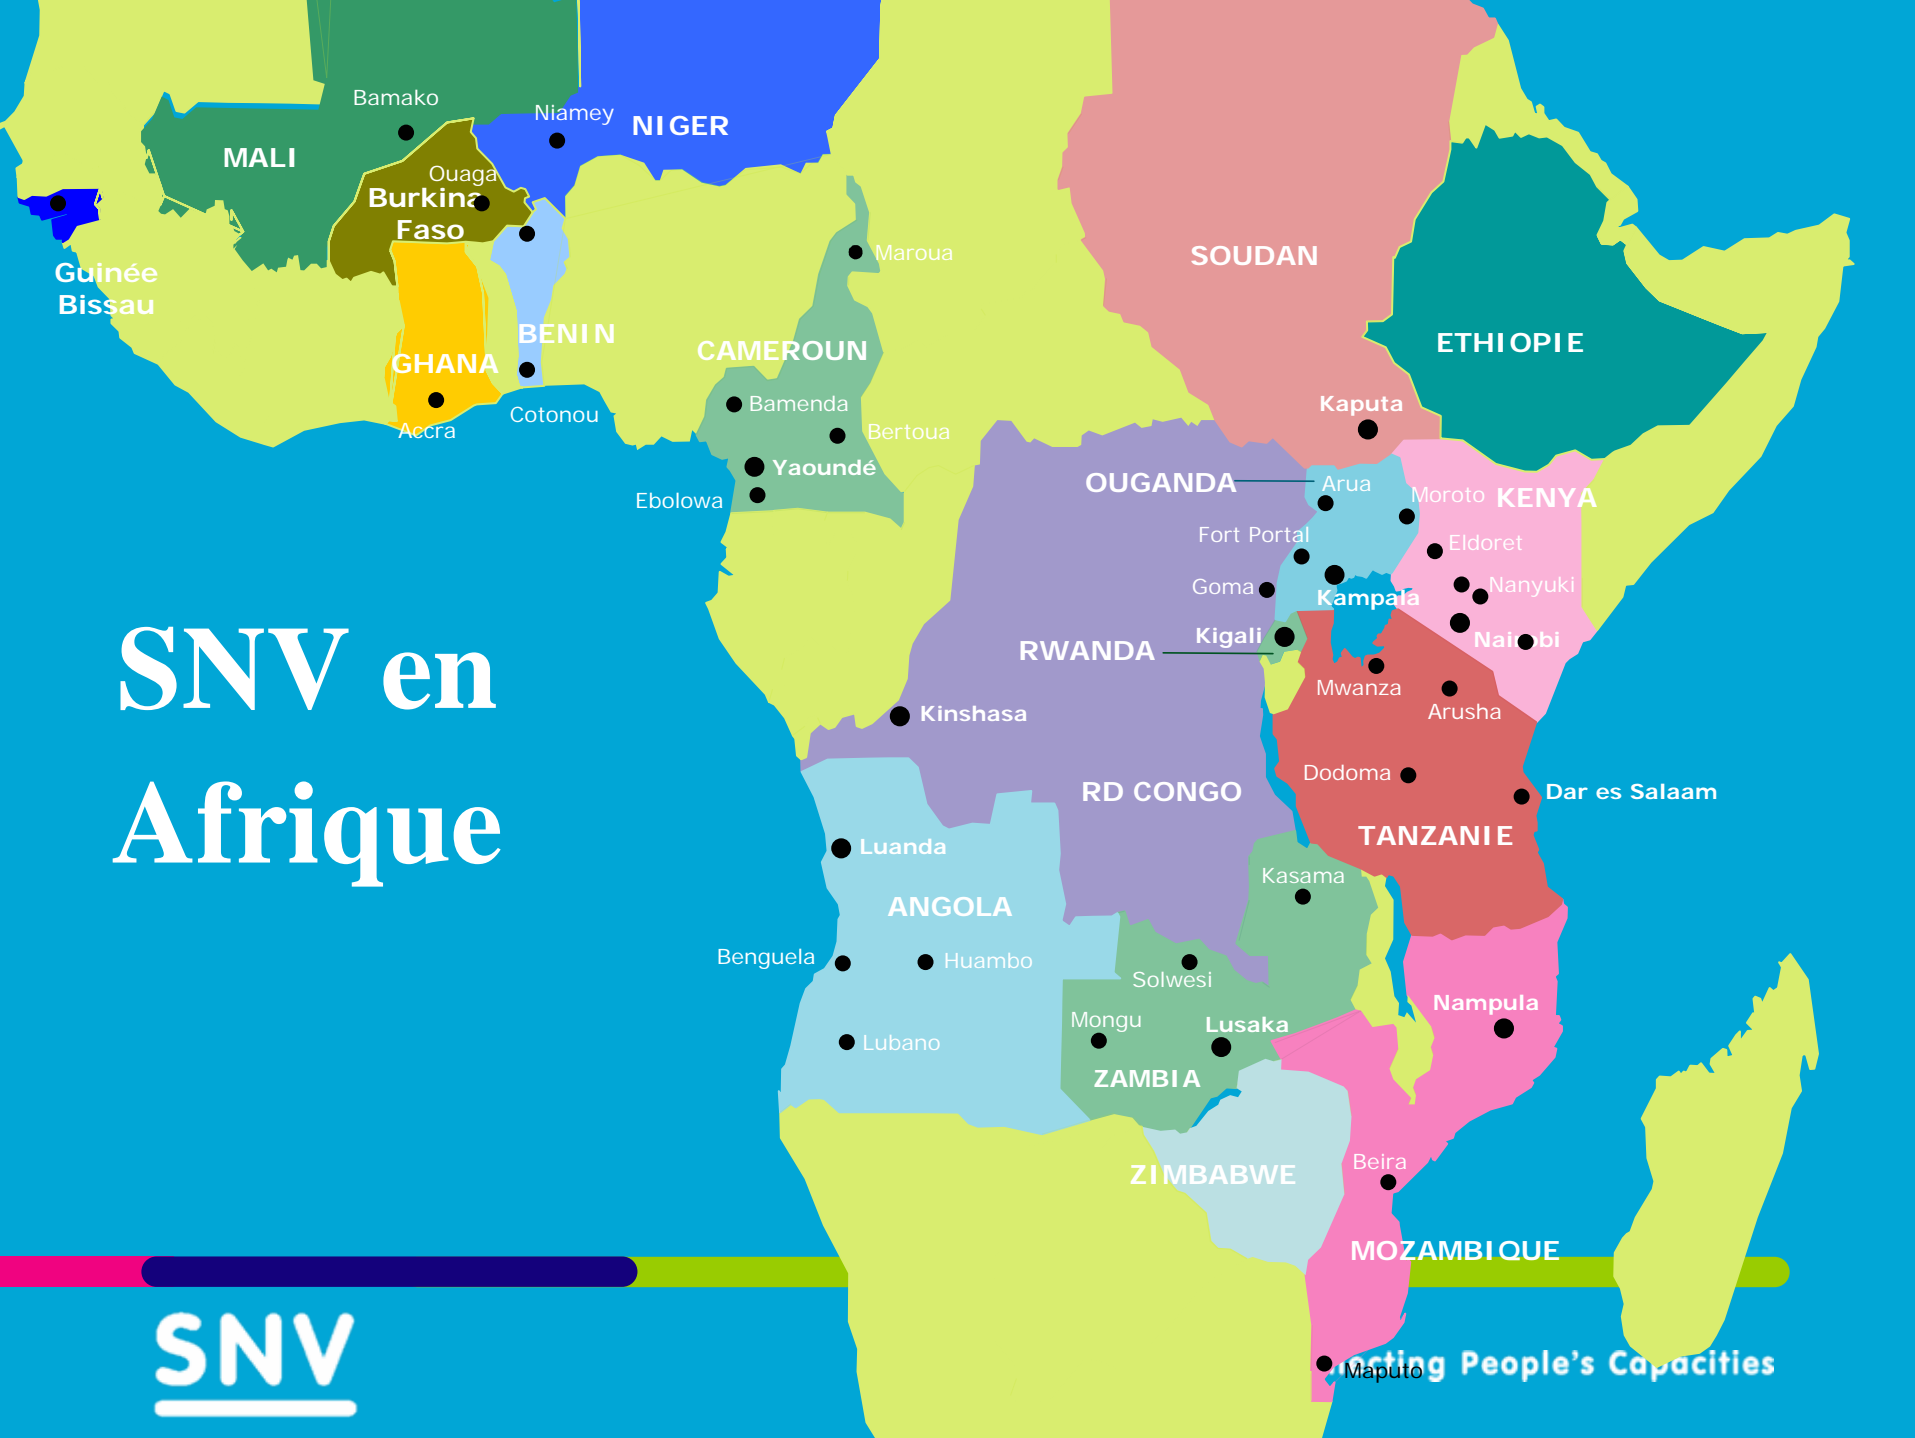 Bamako
Niamey
NIGER
MALI
Ouaga
Burkina
Faso
Guinée
Bissau
Maroua
SOUDAN
BENIN
ETHIOPIE
CAMEROUN
GHANA
Bamenda
Kaputa
Cotonou
Accra
Bertoua
Yaoundé
OUGANDA
Arua
Moroto
KENYA
Ebolowa
Fort Portal
Eldoret
Goma
Nanyuki
Kampala
Kigali
Nairobi
RWANDA
SNV en
Afrique
Mwanza
Arusha
Kinshasa
Dodoma
RD CONGO
Dar es Salaam
TANZANIE
Luanda
Kasama
ANGOLA
Benguela
Huambo
Solwesi
Nampula
Mongu
Lusaka
Lubano
ZAMBIA
Beira
ZIMBABWE
MOZAMBIQUE
SNV
Maputo
People's Capacities